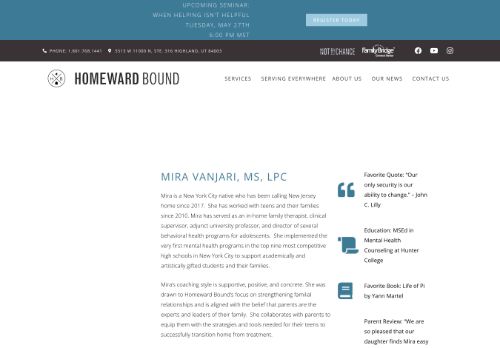 UPCOMING SEMINAR:
WHEN HELPING ISN'T HELPFUL
TUESDAY, MAY 27TH
6:00 PM MST
REGISTER TODAY
PHONE: 1.801.768.1441
5513 W 11000 N, STE. 316 HIGHLAND, UT 84003
NOT BY CHANCE
FamilyBridge
HOMEWARD BOUND
SERVICES
SERVING EVERYWHERE
ABOUT US
OUR NEWS
CONTACT US
MIRA VANJARI, MS, LPC
Mira is a New York City native who has been calling New Jersey
home since 2017. She has worked with teens and their families
since 2010. Mira has served as an in-home family therapist, clinical
supervisor, adjunct university professor, and director of several
behavioral health programs for adolescents. She implemented the
very first mental health programs in the top nine most competitive
high schools in New York City to support academically and
artistically gifted students and their families.
Mira's coaching style is supportive, positive, and concrete. She was
drawn to Homeward Bound's focus on strengthening familial
relationships and is aligned with the belief that parents are the
experts and leaders of their family. She collaborates with parents to
equip them with the strategies and tools needed for their teens to
successfully transition home from treatment.
Favorite Quote: "Our
only security is our
ability to change." – John
C. Lilly
Education: MSEd in
Mental Health
Counseling at Hunter
College
Favorite Book: Life of Pi
by Yann Martel
Parent Review: "We are
so pleased that our
daughter finds Mira easy